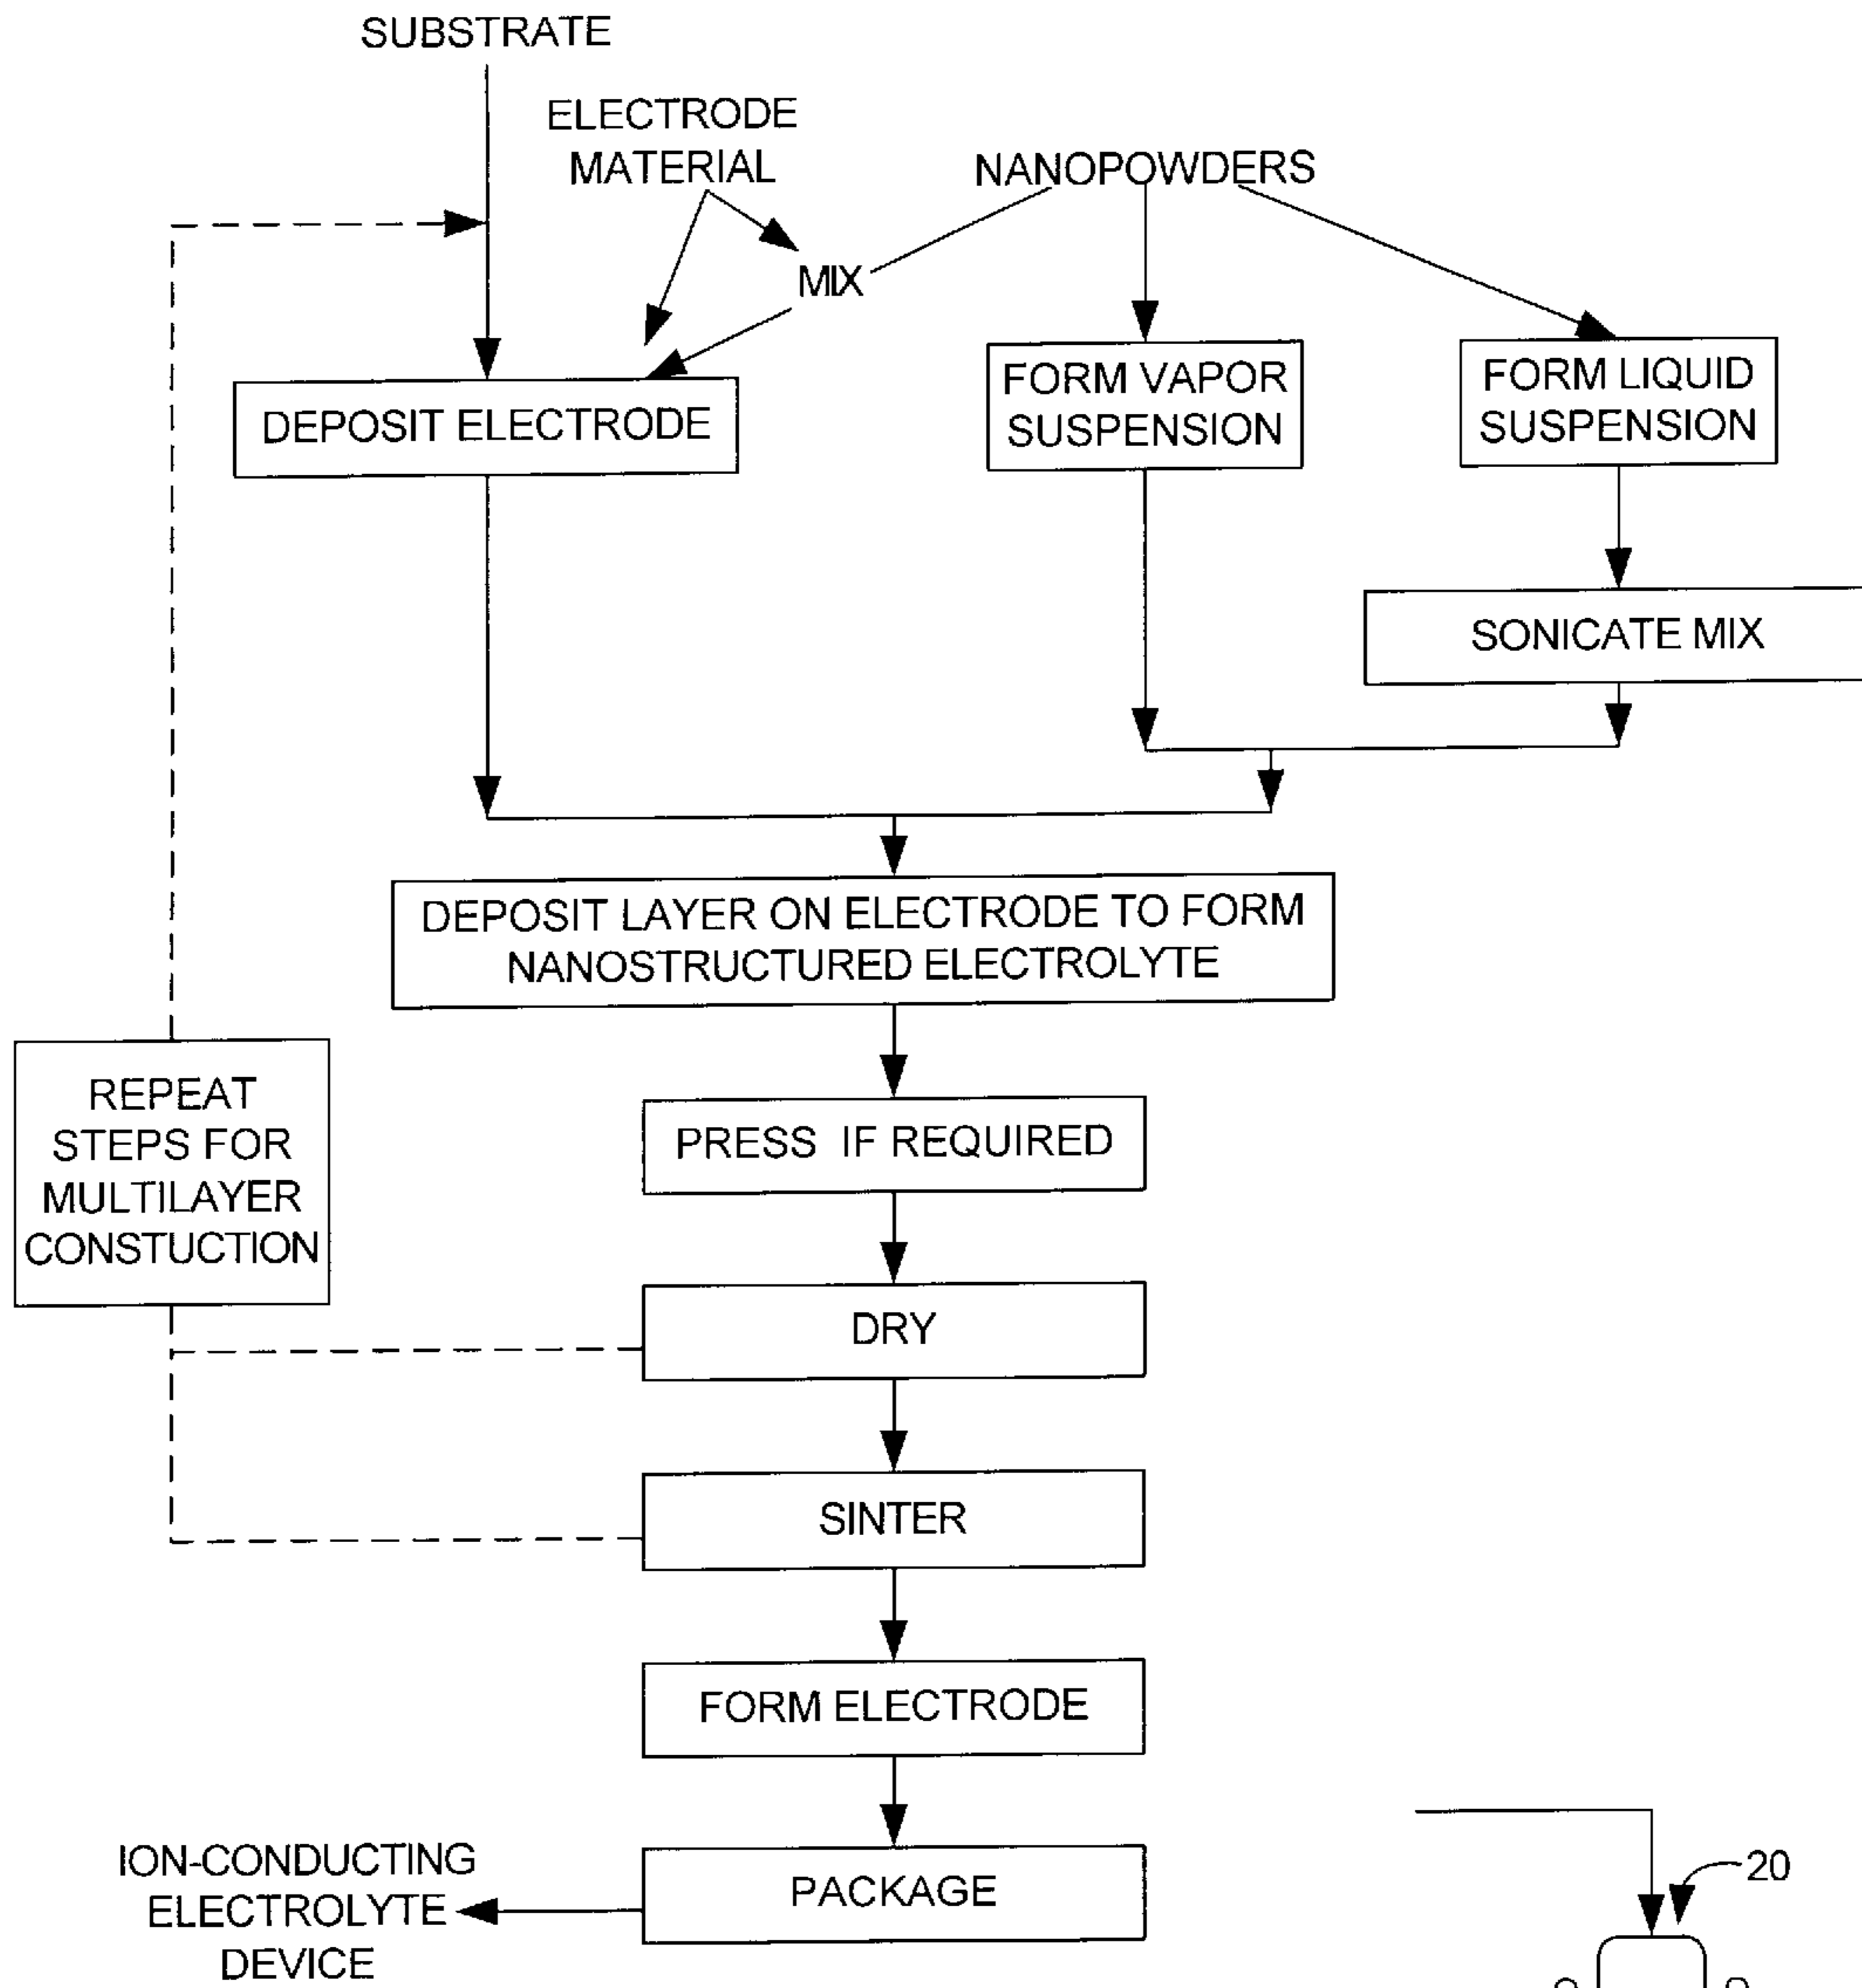 SUBSTRATE
ELECTRODE
MATERIAL
NANOPOWDERS
MIX
DEPOSIT ELECTRODE
FORM VAPOR
SUSPENSION
FORM LIQUID
SUSPENSION
SONICATE MIX
DEPOSIT LAYER ON ELECTRODE TO FORM
NANOSTRUCTURED ELECTROLYTE
REPEAT
STEPS FOR
MULTILAYER
CONSTUCTION
PRESS IF REQUIRED
DRY
SINTER
FORM ELECTRODE
PACKAGE
ION-CONDUCTING
ELECTROLYTE
DEVICE
20